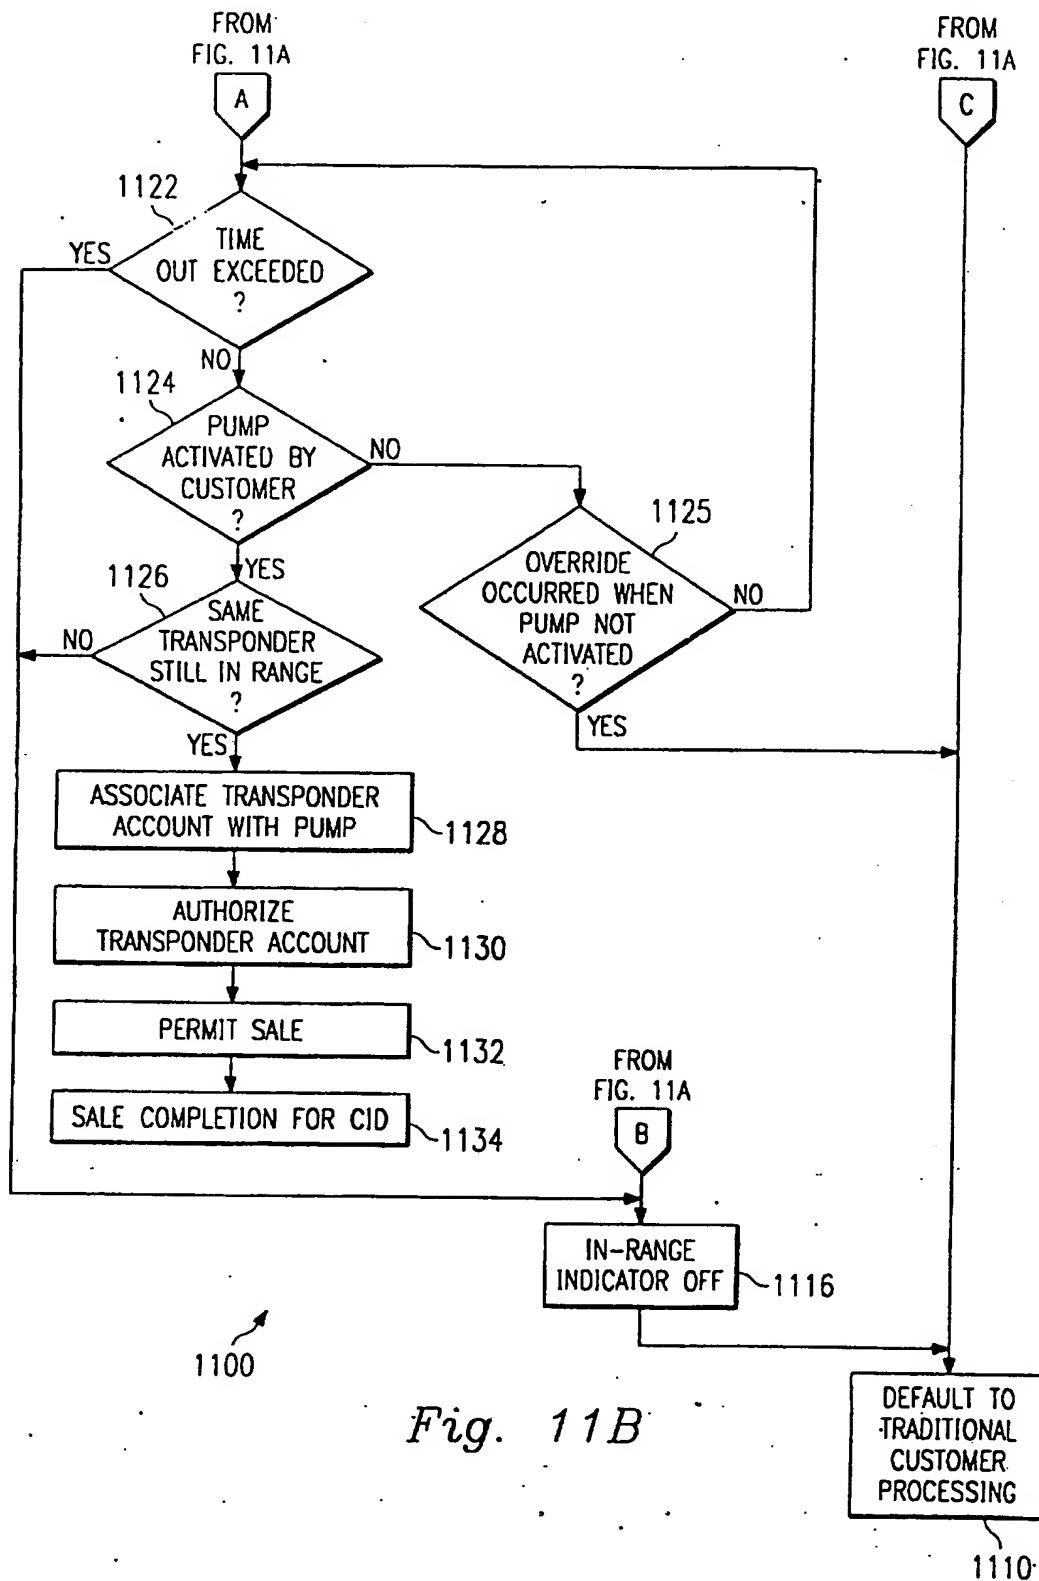 FROM
FIG. 11A
A
FROM
FIG. 11A
C
1122
YES
TIME
OUT EXCEEDED
?
NO
1124
PUMP
ACTIVATED BY
CUSTOMER
?
NO
YES
1125
OVERRIDE
OCCURRED WHEN
PUMP NOT
ACTIVATED
?
NO
YES
1126
NO
SAME
TRANSPONDER
STILL IN RANGE
?
YES
ASSOCIATE TRANSPONDER
ACCOUNT WITH PUMP
1128
AUTHORIZE
TRANSPONDER ACCOUNT
1130
PERMIT SALE
1132
SALE COMPLETION FOR CID
1134
FROM
FIG. 11A
B
IN-RANGE
INDICATOR OFF
1116
1100
Fig. 11B
DEFAULT TO
TRADITIONAL
CUSTOMER
PROCESSING
1110